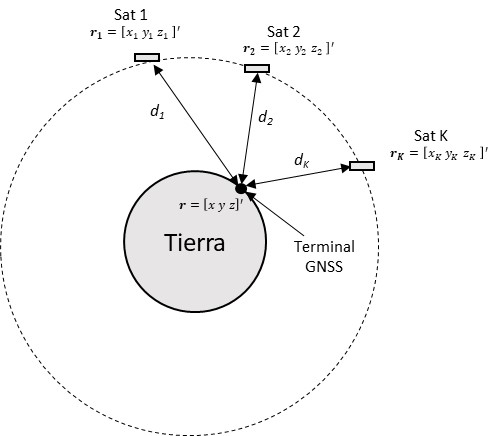 Sat 1
r₁ = [x₁ y₁ z₁ ]′
Sat 2
r₂ = [x₂ y₂ z₂ ]′
d₁
d₂
Sat K
r_K = [x_K y_K z_K ]′
d_K
r = [x y z]′
Tierra
Terminal
GNSS